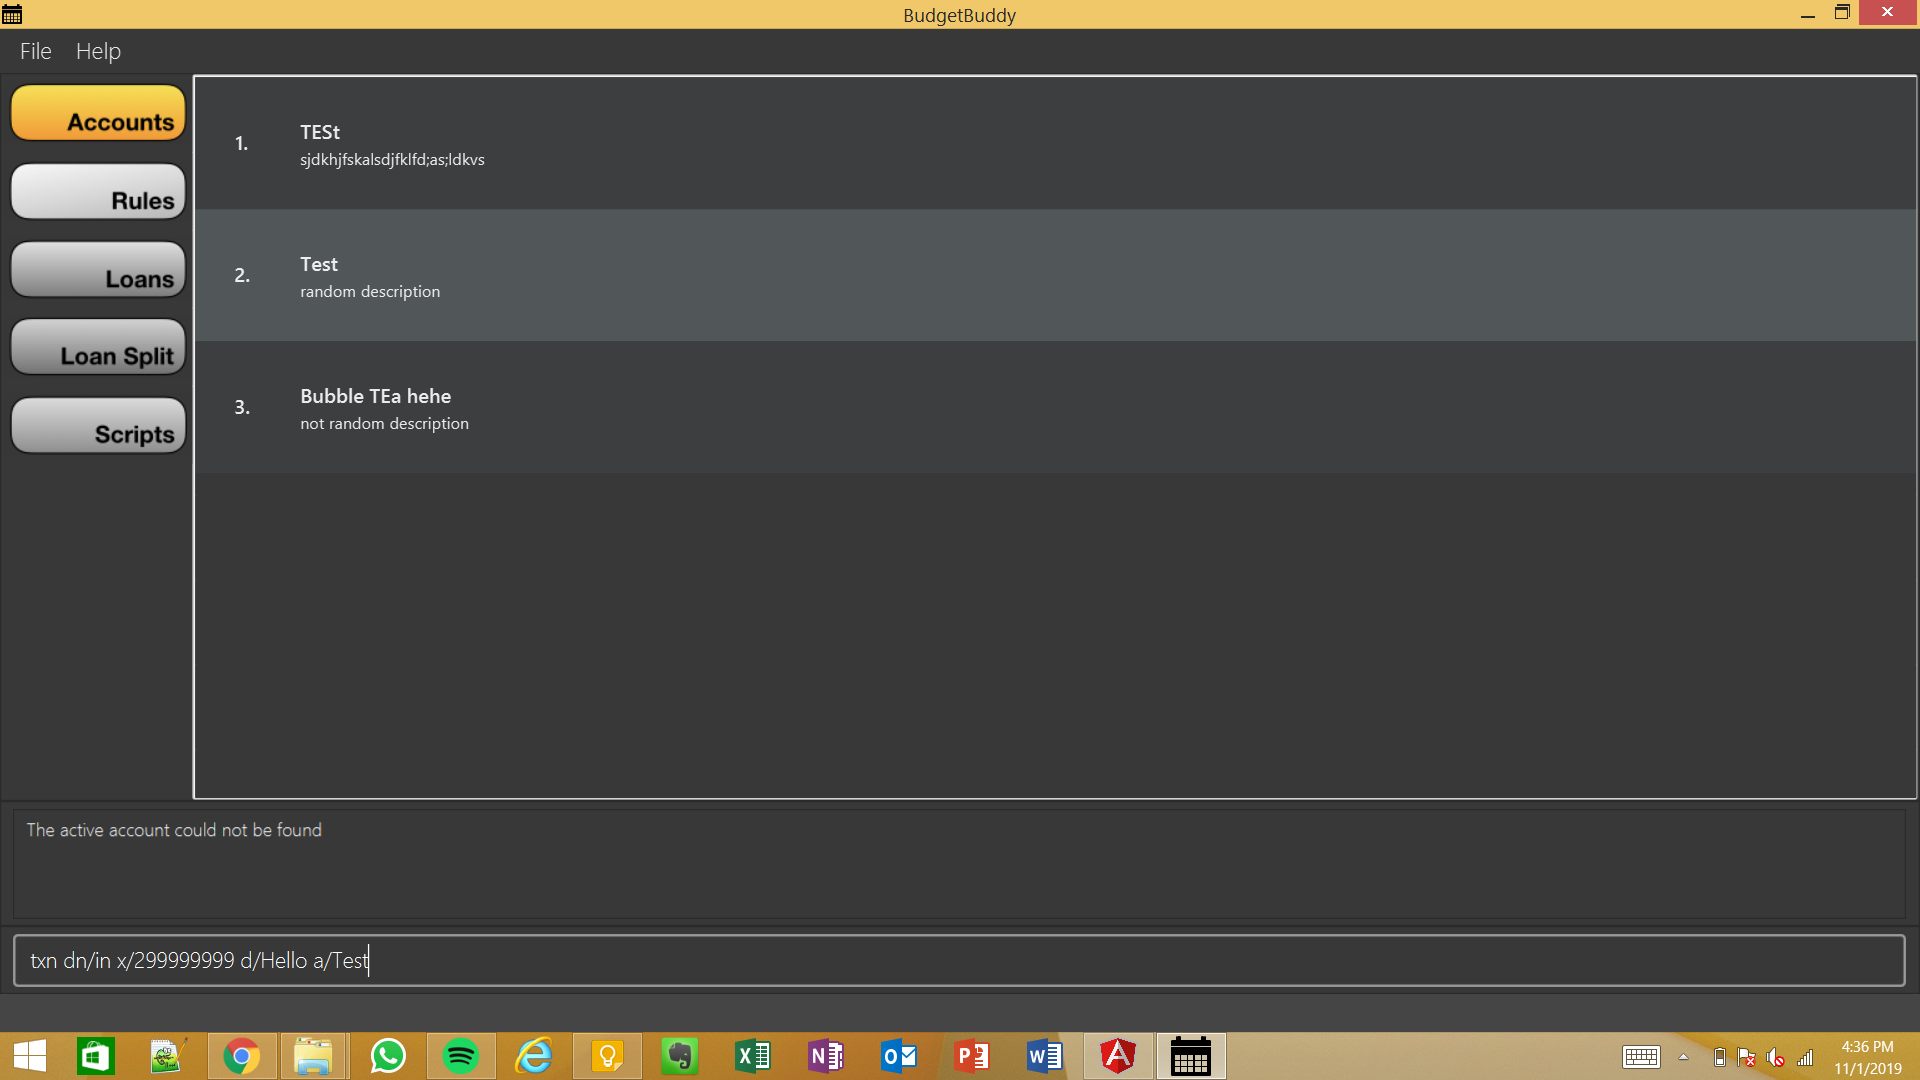 BudgetBuddy
File Help
Accounts
Rules
Loans
Loan Split
Scripts
1.
TESt
sjdkhjfskalsdjfklfd;as;ldkvs
2.
Test
random description
3.
Bubble TEa hehe
not random description
The active account could not be found
txn dn/in x/299999999 d/Hello a/Test
4:36 PM
11/1/2019